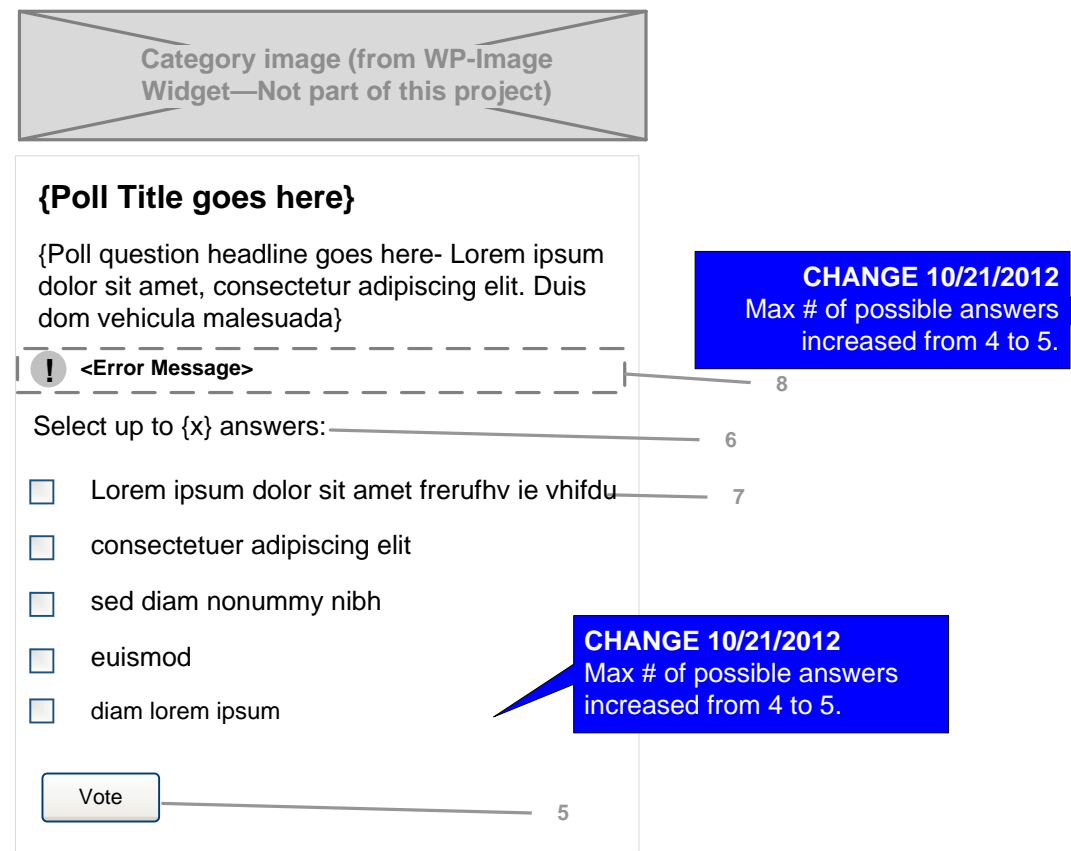 Category image (from WP-Image
Widget—Not part of this project)
{Poll Title goes here}
{Poll question headline goes here- Lorem ipsum
dolor sit amet, consectetur adipiscing elit. Duis
dom vehicula malesuada}
CHANGE 10/21/2012
Max # of possible answers
increased from 4 to 5.
! <Error Message>
8
Select up to {x} answers:
6
Lorem ipsum dolor sit amet frerufhv ie vhifdu
7
consectetuer adipiscing elit
sed diam nonummy nibh
euismod
diam lorem ipsum
CHANGE 10/21/2012
Max # of possible answers
increased from 4 to 5.
Vote
5